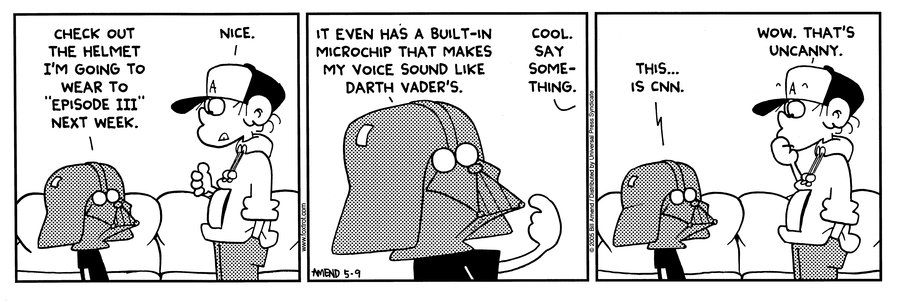 CHECK OUT
THE HELMET
I'M GOING TO
WEAR TO
"EPISODE III"
NEXT WEEK.
NICE.
A
www.foxtrot.com
IT EVEN HAS A BUILT-IN
MICROCHIP THAT MAKES
MY VOICE SOUND LIKE
DARTH VADER'S.
COOL.
SAY
SOME-
THING.
AMEND 5-9
© 2005 Bill Amend / Distributed by Universal Press Syndicate
THIS...
IS CNN.
WOW. THAT'S
UNCANNY.
A